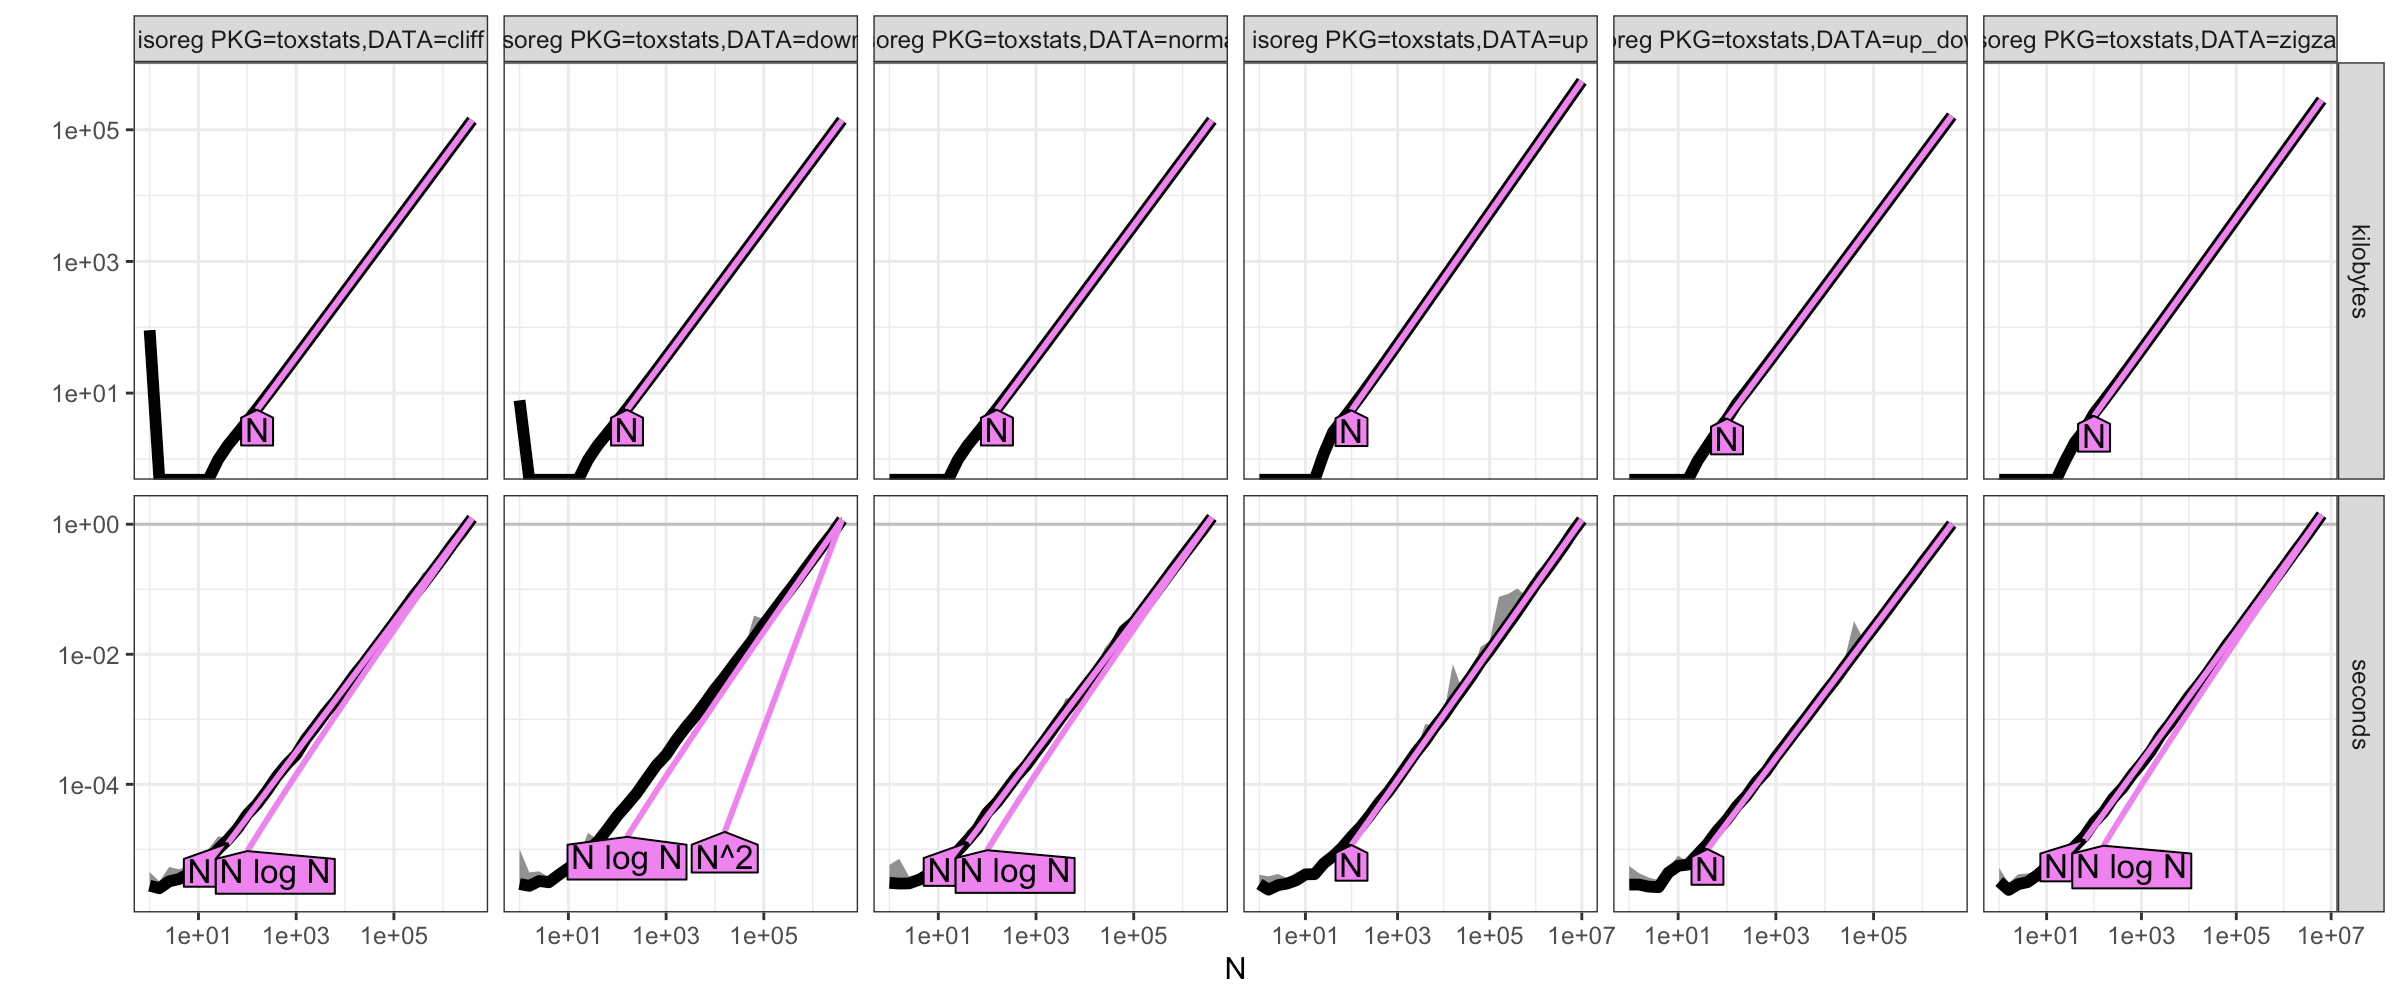 isoreg PKG=toxstats,DATA=cliff
soreg PKG=toxstats,DATA=down
oreg PKG=toxstats,DATA=norma
isoreg PKG=toxstats,DATA=up
oreg PKG=toxstats,DATA=up_dow
soreg PKG=toxstats,DATA=zigza
1e+05
1e+03
1e+01
N
N
N
N
N
N
kilobytes
1e+00
1e-02
1e-04
N
N log N
N log N
N^2
N
N log N
N
N
N
N log N
seconds
1e+01 1e+03 1e+05
1e+01 1e+03 1e+05
1e+01 1e+03 1e+05
1e+01 1e+03 1e+05 1e+07
1e+01 1e+03 1e+05
1e+01 1e+03 1e+05 1e+07
N